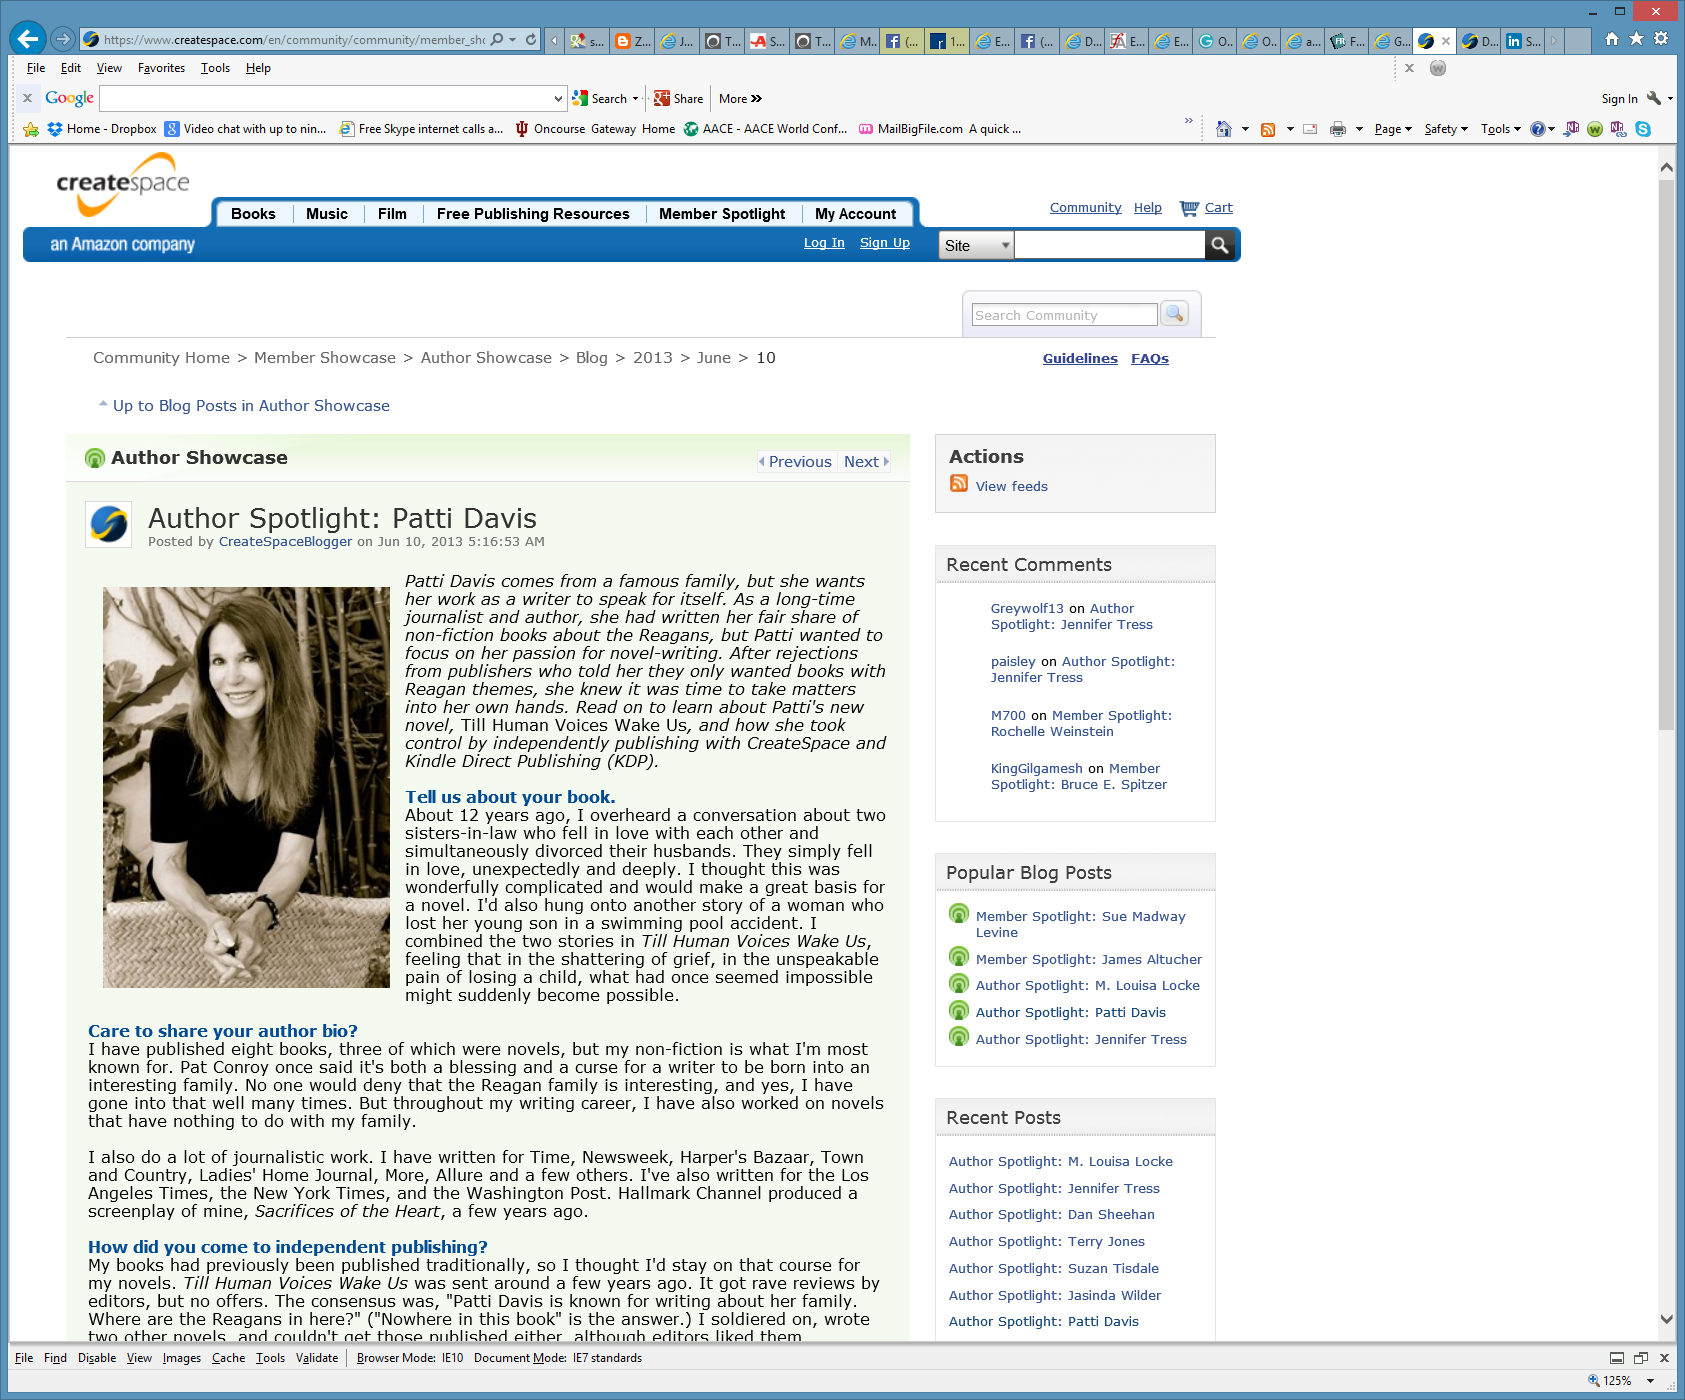 https://www.createspace.com/en/community/community/member_sh
s...
Z...
J...
T...
S...
T...
M...
(...
1...
E...
(...
D...
E...
E...
O...
O...
a...
F...
G...
D...
S...
File Edit View Favorites Tools Help
Google
Search
Share
More »
Sign In
Home - Dropbox
Video chat with up to nin...
Free Skype internet calls a...
Oncourse Gateway Home
AACE - AACE World Conf...
MailBigFile.com A quick ...
Page Safety Tools
createspace
an Amazon company
Books Music Film Free Publishing Resources Member Spotlight My Account
Community Help Cart
Log In Sign Up
Site
Search Community
Community Home > Member Showcase > Author Showcase > Blog > 2013 > June > 10
Guidelines FAQs
Up to Blog Posts in Author Showcase
Author Showcase
Previous Next
Author Spotlight: Patti Davis
Posted by CreateSpaceBlogger on Jun 10, 2013 5:16:53 AM
Patti Davis comes from a famous family, but she wants
her work as a writer to speak for itself. As a long-time
journalist and author, she had written her fair share of
non-fiction books about the Reagans, but Patti wanted to
focus on her passion for novel-writing. After rejections
from publishers who told her they only wanted books with
Reagan themes, she knew it was time to take matters
into her own hands. Read on to learn about Patti's new
novel, Till Human Voices Wake Us, and how she took
control by independently publishing with CreateSpace and
Kindle Direct Publishing (KDP).
Tell us about your book.
About 12 years ago, I overheard a conversation about two
sisters-in-law who fell in love with each other and
simultaneously divorced their husbands. They simply fell
in love, unexpectedly and deeply. I thought this was
wonderfully complicated and would make a great basis for
a novel. I'd also hung onto another story of a woman who
lost her young son in a swimming pool accident. I
combined the two stories in Till Human Voices Wake Us,
feeling that in the shattering of grief, in the unspeakable
pain of losing a child, what had once seemed impossible
might suddenly become possible.
Care to share your author bio?
I have published eight books, three of which were novels, but my non-fiction is what I'm most
known for. Pat Conroy once said it's both a blessing and a curse for a writer to be born into an
interesting family. No one would deny that the Reagan family is interesting, and yes, I have
gone into that well many times. But throughout my writing career, I have also worked on novels
that have nothing to do with my family.
I also do a lot of journalistic work. I have written for Time, Newsweek, Harper's Bazaar, Town
and Country, Ladies' Home Journal, More, Allure and a few others. I've also written for the Los
Angeles Times, the New York Times, and the Washington Post. Hallmark Channel produced a
screenplay of mine, Sacrifices of the Heart, a few years ago.
How did you come to independent publishing?
My books had previously been published traditionally, so I thought I'd stay on that course for
my novels. Till Human Voices Wake Us was sent around a few years ago. It got rave reviews by
editors, but no offers. The consensus was, "Patti Davis is known for writing about her family.
Where are the Reagans in here?" ("Nowhere in this book" is the answer.) I soldiered on, wrote
two other novels, and couldn't get those published either, although editors liked them.
Actions
View feeds
Recent Comments
Greywolf13 on Author
Spotlight: Jennifer Tress
paisley on Author Spotlight:
Jennifer Tress
M700 on Member Spotlight:
Rochelle Weinstein
KingGilgamesh on Member
Spotlight: Bruce E. Spitzer
Popular Blog Posts
Member Spotlight: Sue Madway
Levine
Member Spotlight: James Altucher
Author Spotlight: M. Louisa Locke
Author Spotlight: Patti Davis
Author Spotlight: Jennifer Tress
Recent Posts
Author Spotlight: M. Louisa Locke
Author Spotlight: Jennifer Tress
Author Spotlight: Dan Sheehan
Author Spotlight: Terry Jones
Author Spotlight: Suzan Tisdale
Author Spotlight: Jasinda Wilder
Author Spotlight: Patti Davis
File Find Disable View Images Cache Tools Validate Browser Mode: IE10 Document Mode: IE7 standards
125%